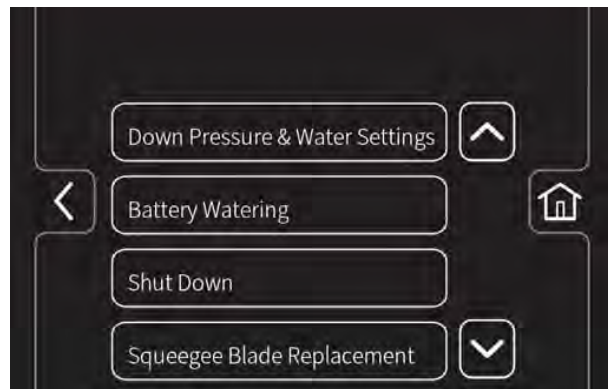 Down Pressure & Water Settings
Battery Watering
Shut Down
Squeegee Blade Replacement